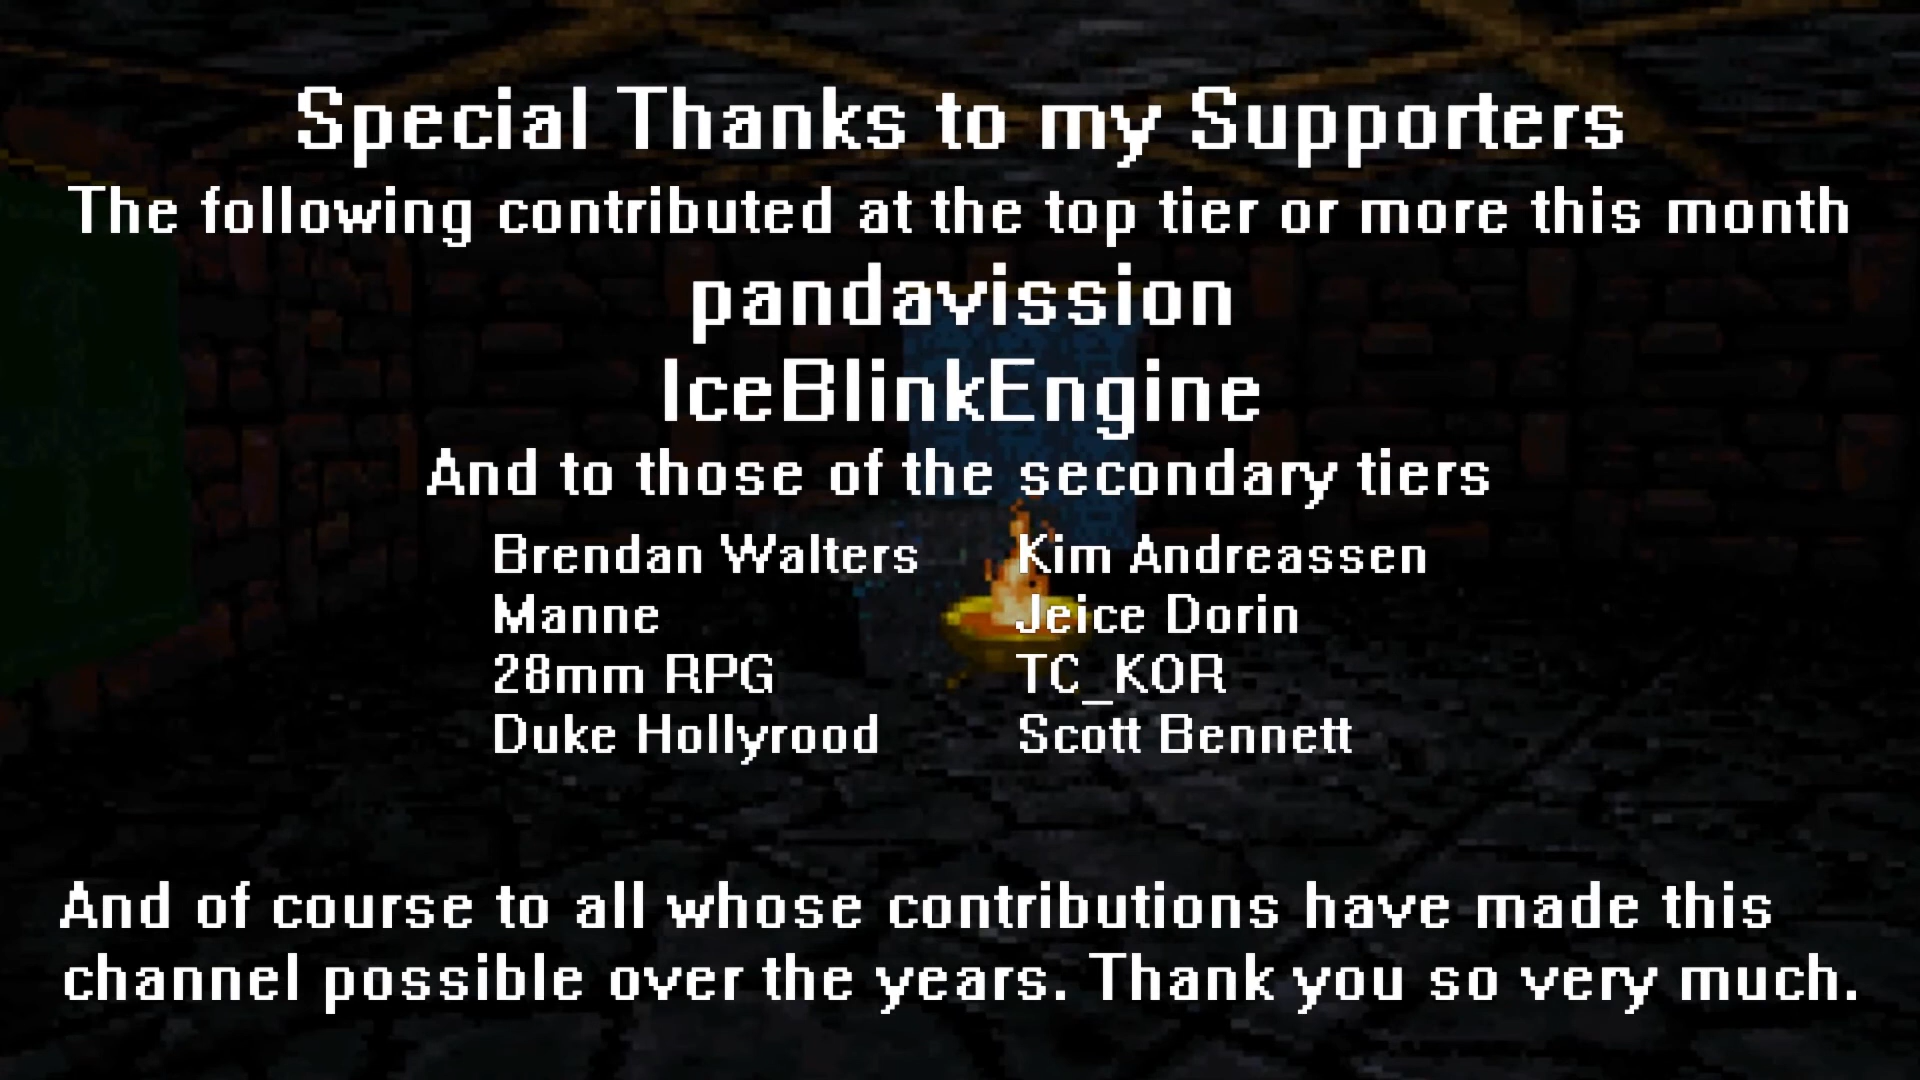 Special Thanks to my Supporters
The following contributed at the top tier or more this month
pandavission
IceBlinkEngine
And to those of the secondary tiers
Brendan Walters
Manne
28mm RPG
Duke Hollyrood
Kim Andreassen
Jeice Dorin
TC_KOR
Scott Bennett
And of course to all whose contributions have made this
channel possible over the years. Thank you so very much.